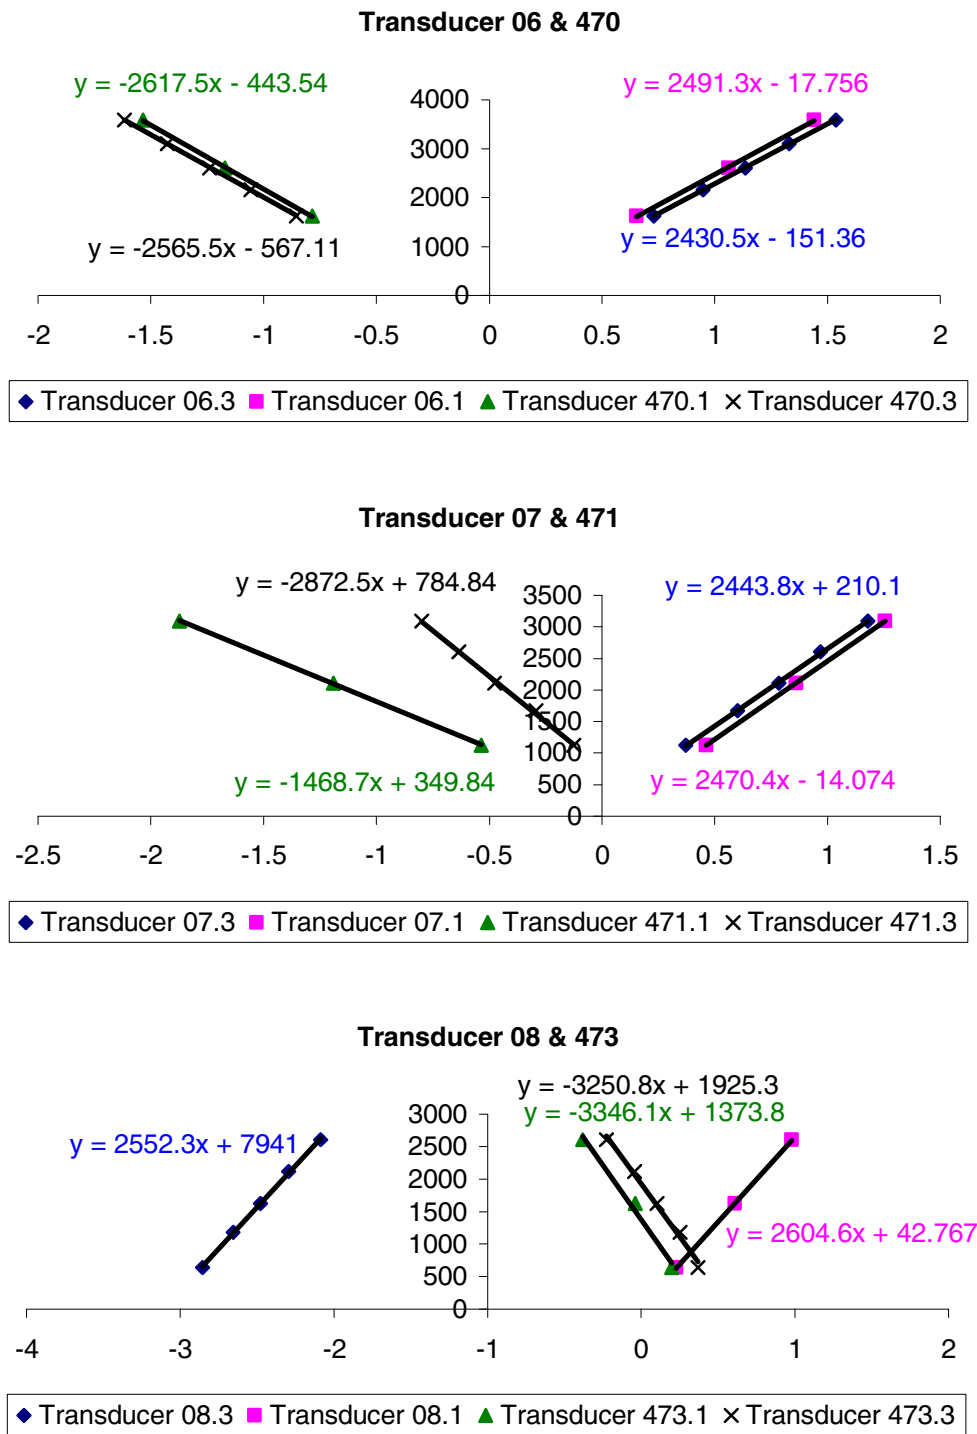 Transducer 06 & 470
y = -2617.5x - 443.54
y = 2491.3x - 17.756
4000
3000
2000
1000
0
y = -2565.5x - 567.11
y = 2430.5x - 151.36
-2 -1.5 -1 -0.5 0 0.5 1 1.5 2
Transducer 06.3 Transducer 06.1 Transducer 470.1 Transducer 470.3
Transducer 07 & 471
y = -2872.5x + 784.84
y = 2443.8x + 210.1
3500
3000
2500
2000
1500
1000
500
0
y = -1468.7x + 349.84
y = 2470.4x - 14.074
-2.5 -2 -1.5 -1 -0.5 0 0.5 1 1.5
Transducer 07.3 Transducer 07.1 Transducer 471.1 Transducer 471.3
Transducer 08 & 473
y = -3250.8x + 1925.3
y = -3346.1x + 1373.8
y = 2552.3x + 7941
3000
2500
2000
1500
1000
500
0
y = 2604.6x + 42.767
-4 -3 -2 -1 0 1 2
Transducer 08.3 Transducer 08.1 Transducer 473.1 Transducer 473.3